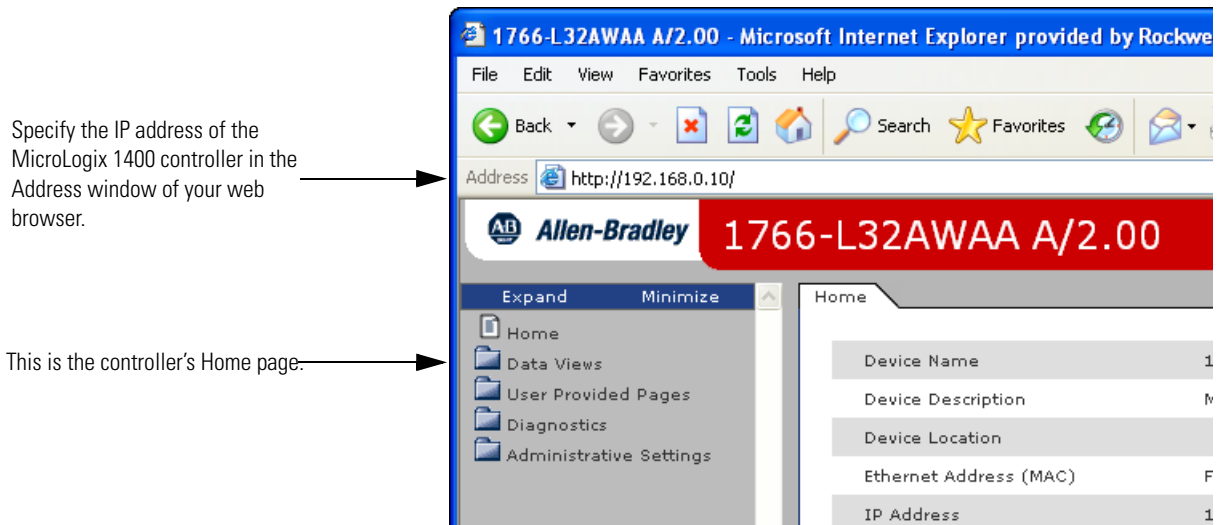 1766-L32AWAA A/2.00 - Microsoft Internet Explorer provided by Rockwe
File Edit View Favorites Tools Help
Back Search Favorites
Specify the IP address of the
MicroLogix 1400 controller in the
Address window of your web
browser.
Address http://192.168.0.10/
AB Allen-Bradley 1766-L32AWAA A/2.00
Expand Minimize
Home
Home
Data Views
User Provided Pages
Diagnostics
Administrative Settings
This is the controller's Home page.
Device Name 1
Device Description M
Device Location
Ethernet Address (MAC) F
IP Address 1